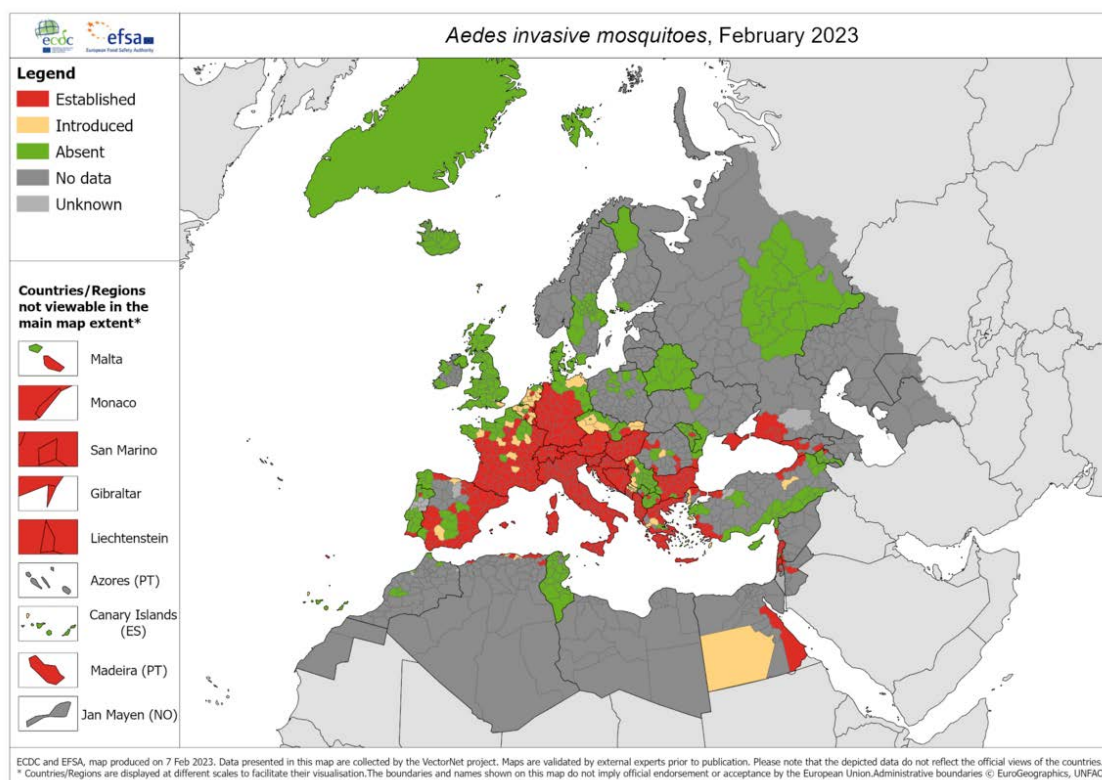 ecdc
efsa
European Food Safety Authority
Aedes invasive mosquitoes, February 2023
Legend
Established
Introduced
Absent
No data
Unknown
Countries/Regions
not viewable in the
main map extent*
Malta
Monaco
San Marino
Gibraltar
Liechtenstein
Azores (PT)
Canary Islands
(ES)
Madeira (PT)
Jan Mayen (NO)
ECDC and EFSA, map produced on 7 Feb 2023. Data presented in this map are collected by the VectorNet project. Maps are validated by external experts prior to publication. Please note that the depicted data do not reflect the official views of the countries.
* Countries/Regions are displayed at different scales to facilitate their visualisation.The boundaries and names shown on this map do not imply official endorsement or acceptance by the European Union.Administrative boundaries © EuroGeographics, UNFAO